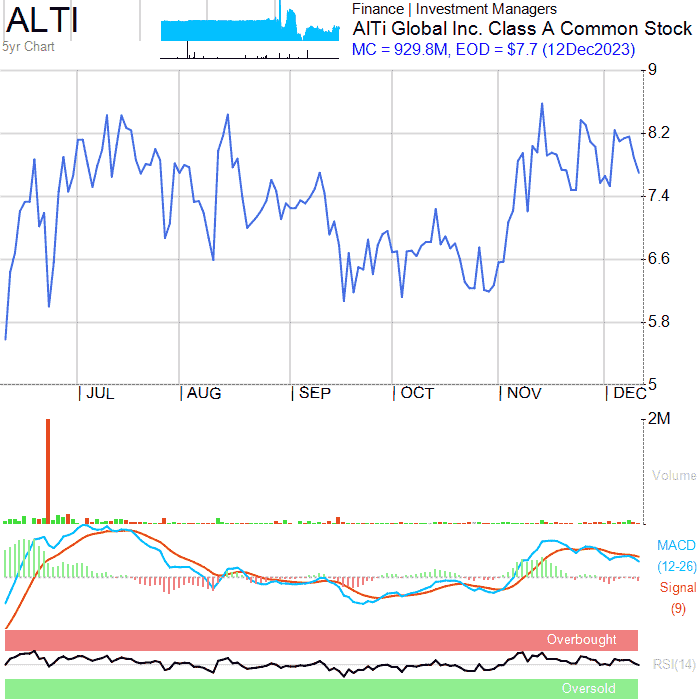 ALTI
5yr Chart
Finance | Investment Managers
AlTi Global Inc. Class A Common Stock
MC = 929.8M, EOD = $7.7 (12Dec2023)
9
8.2
7.4
6.6
5.8
5
JUL
AUG
SEP
OCT
NOV
DEC
2M
Volume
MACD
(12-26)
Signal
(9)
Overbought
RSI(14)
Oversold